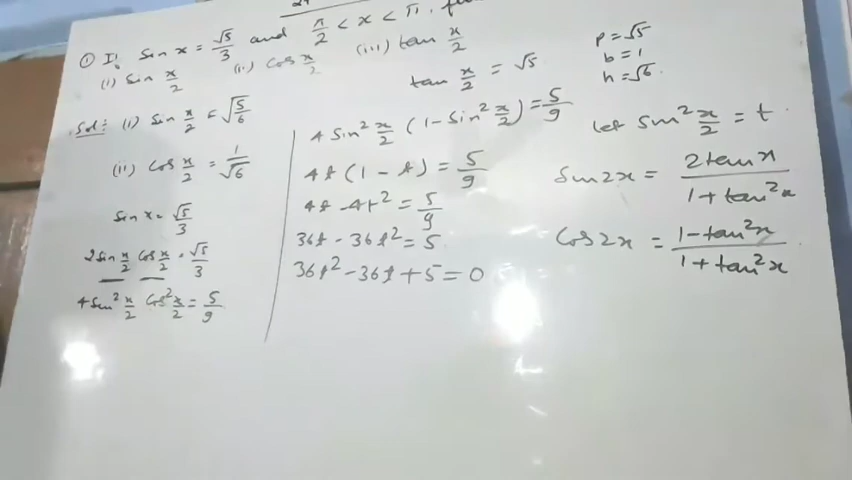 ① If sin x = √5/3 and π/2 < x < π, 
(i) sin x/2 (ii) cos x/2 (iii) tan x/2
tan x/2 = √5
p = √5
b = 1
h = √6
Sol: (i) sin x/2 = √(5/6)
(ii) cos x/2 = 1/√6
sin x = √5/3
2 sin x/2 cos x/2 = √5/3
4 sin² x/2 cos² x/2 = 5/9
4 sin² x/2 (1 - sin² x/2) = 5/9
4t (1 - t) = 5/9
4t - 4t² = 5/9
36t - 36t² = 5
36t² - 36t + 5 = 0
let sin² x/2 = t
sin 2x = 2 tan x / 1 + tan² x
cos 2x = 1 - tan² x / 1 + tan² x